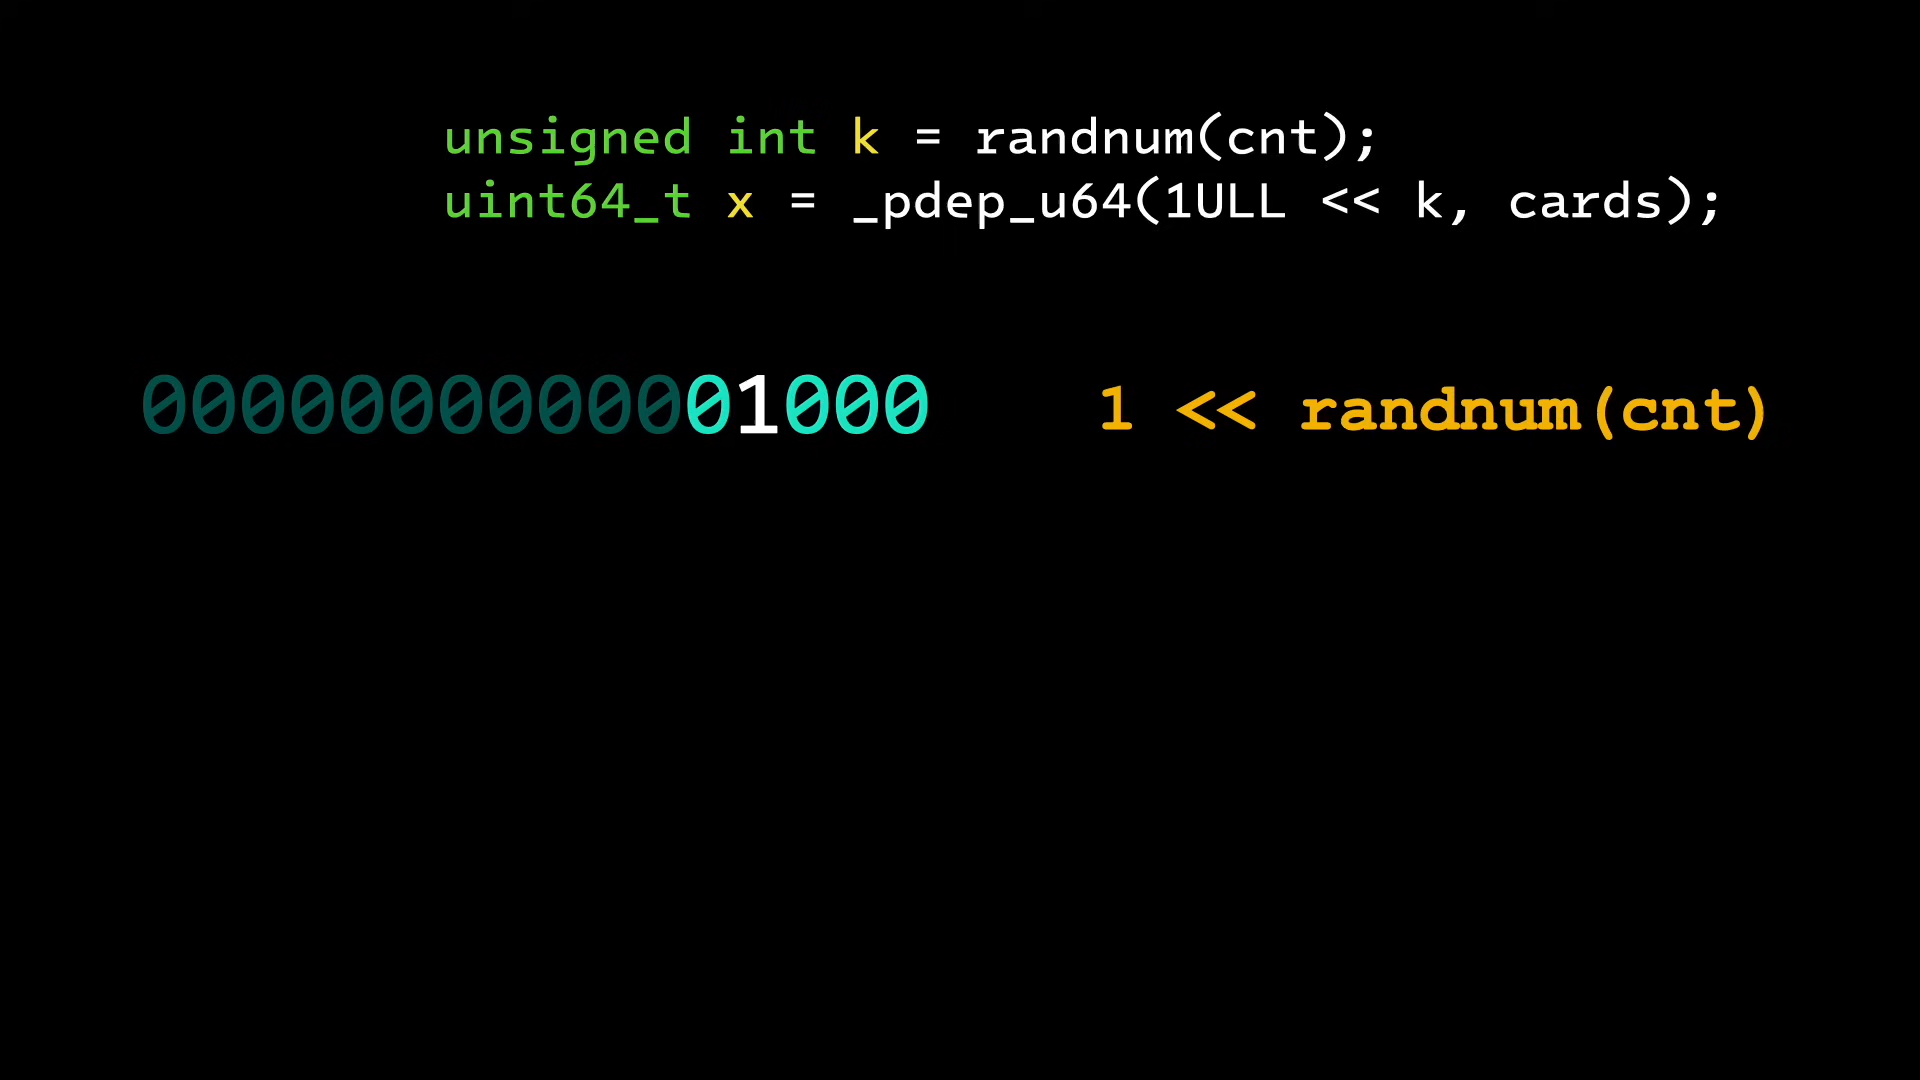 unsigned int k = randnum(cnt);
uint64_t x = _pdep_u64(1ULL << k, cards);
0000000000001000 1 << randnum(cnt)